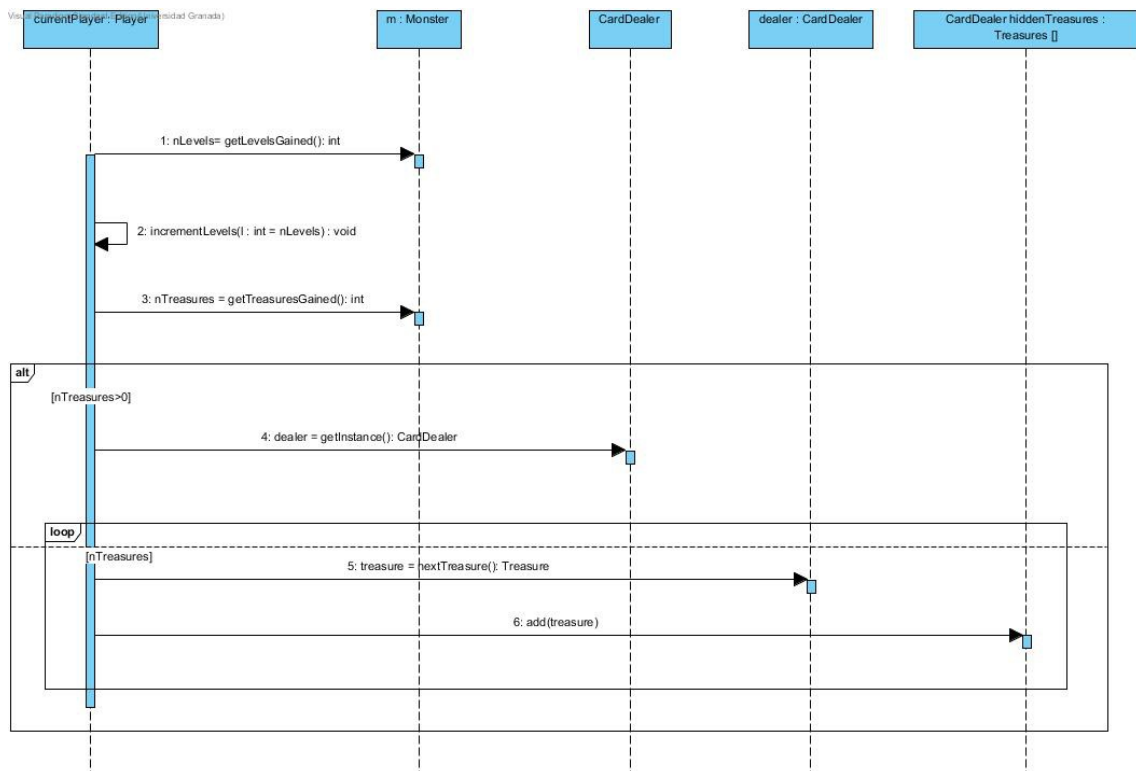 Universidad Granada)
currentPlayer : Player
m : Monster
CardDealer
dealer : CardDealer
CardDealer hiddenTreasures :
Treasures []
1: nLevels= getLevelsGained(): int
2: incrementLevels(l : int = nLevels) : void
3: nTreasures = getTreasuresGained(): int
alt
[nTreasures>0]
4: dealer = getInstance(): CardDealer
loop
[nTreasures]
5: treasure = nextTreasure(): Treasure
6: add(treasure)